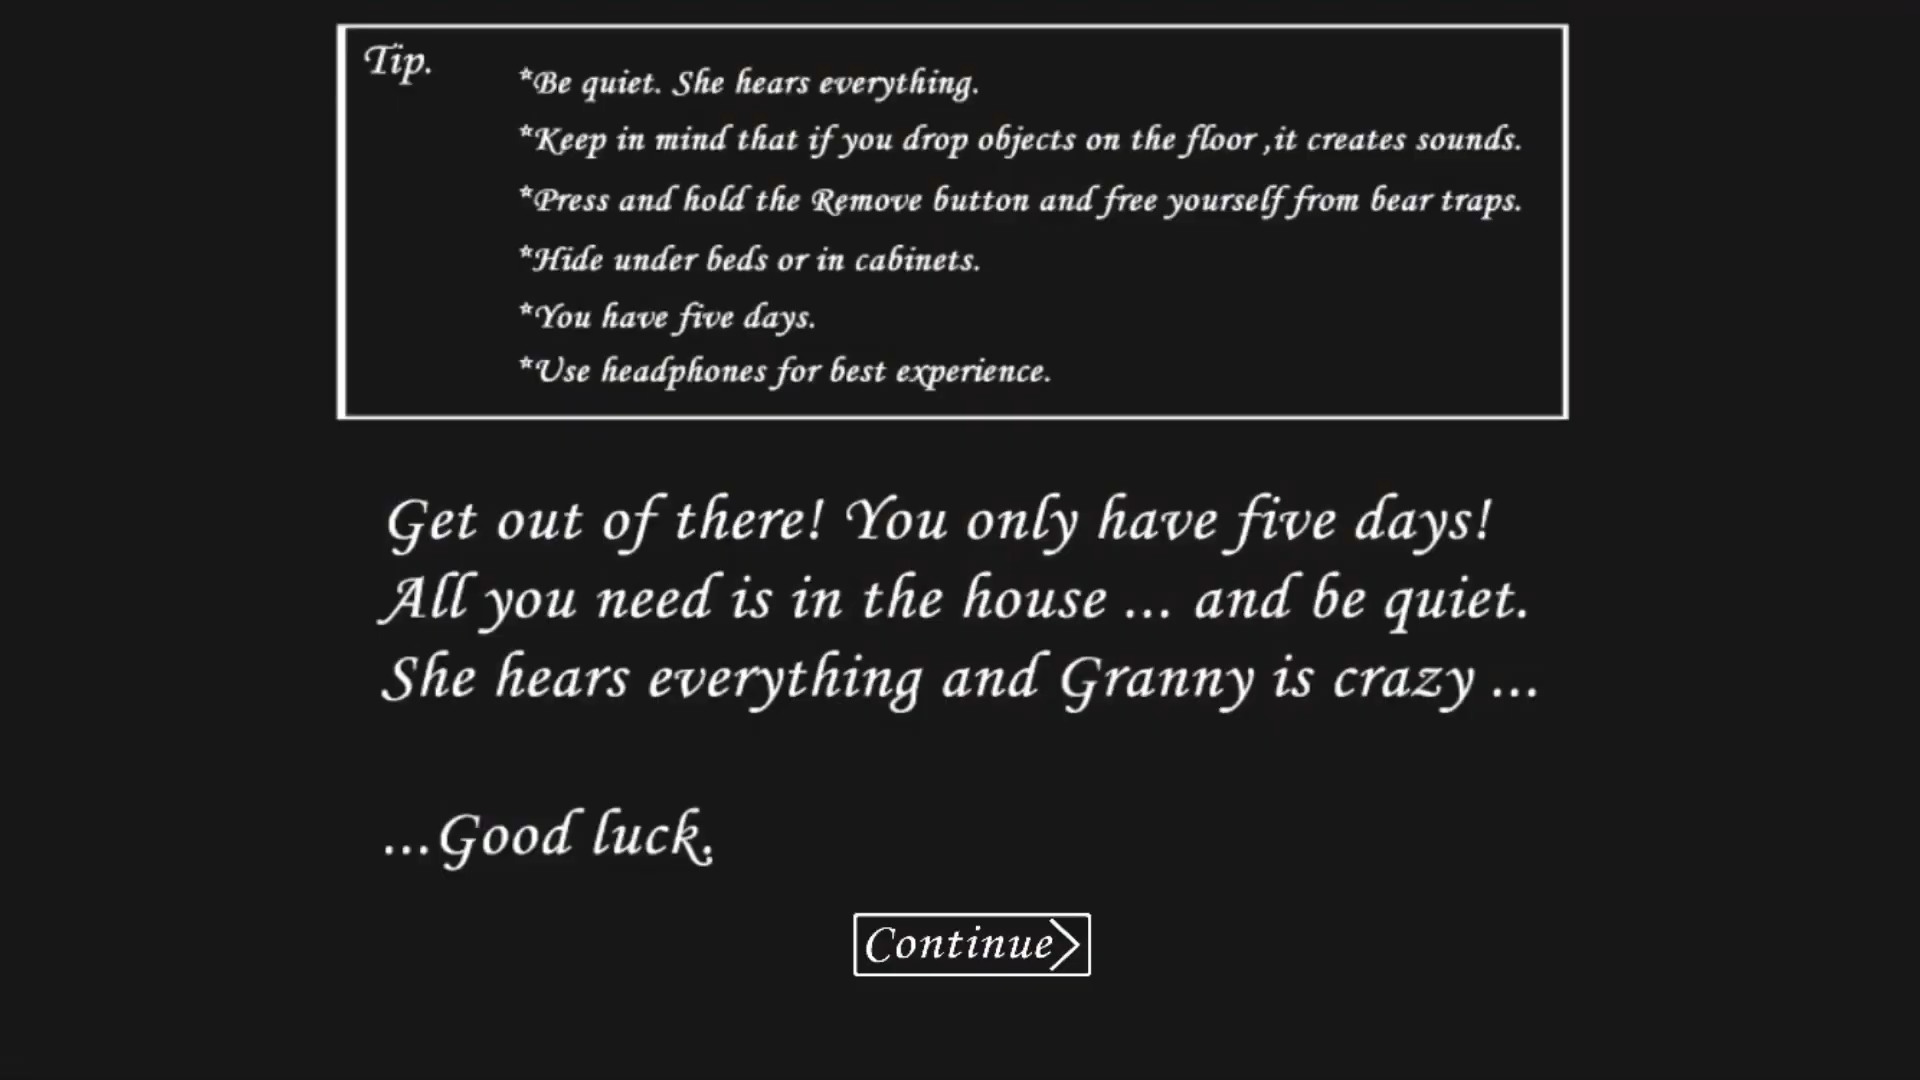 Tip.
*Be quiet. She hears everything.
*Keep in mind that if you drop objects on the floor ,it creates sounds.
*Press and hold the Remove button and free yourself from bear traps.
*Hide under beds or in cabinets.
*You have five days.
*Use headphones for best experience.
Get out of there! You only have five days!
All you need is in the house ... and be quiet.
She hears everything and Granny is crazy ...
...Good luck.
Continue>